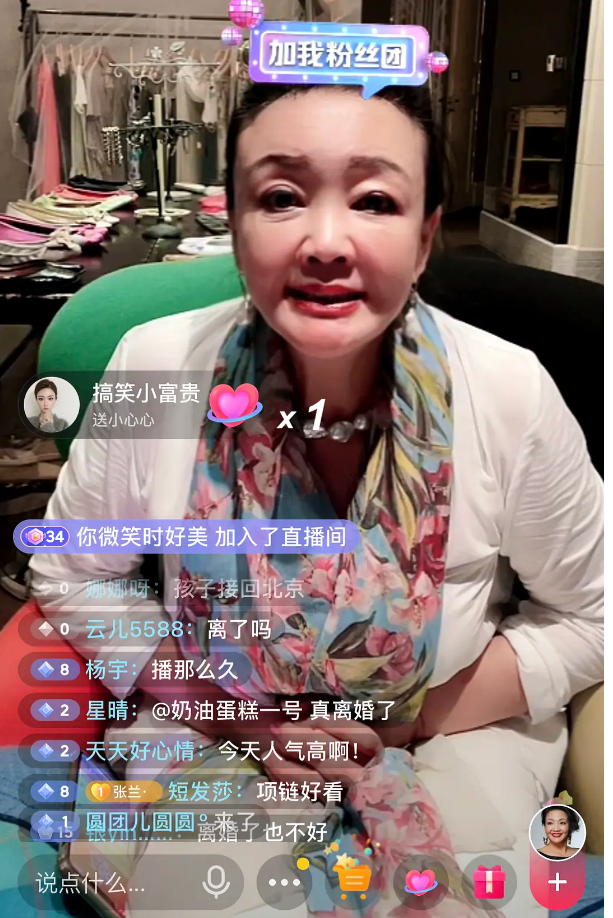 加我粉丝团
搞笑小富贵
送小心心
x 1
34 你微笑时好美 加入了直播间
0 娜娜呀：孩子接回北京
0 云儿5588：离了吗
8 杨宇：播那么久
2 星晴：@奶油蛋糕一号 真离婚了
2 天天好心情：今天人气高啊！
8 1 张兰· 短发莎：项链好看
1 圆团儿圆圆°来了
15 离婚了也不好
说点什么...